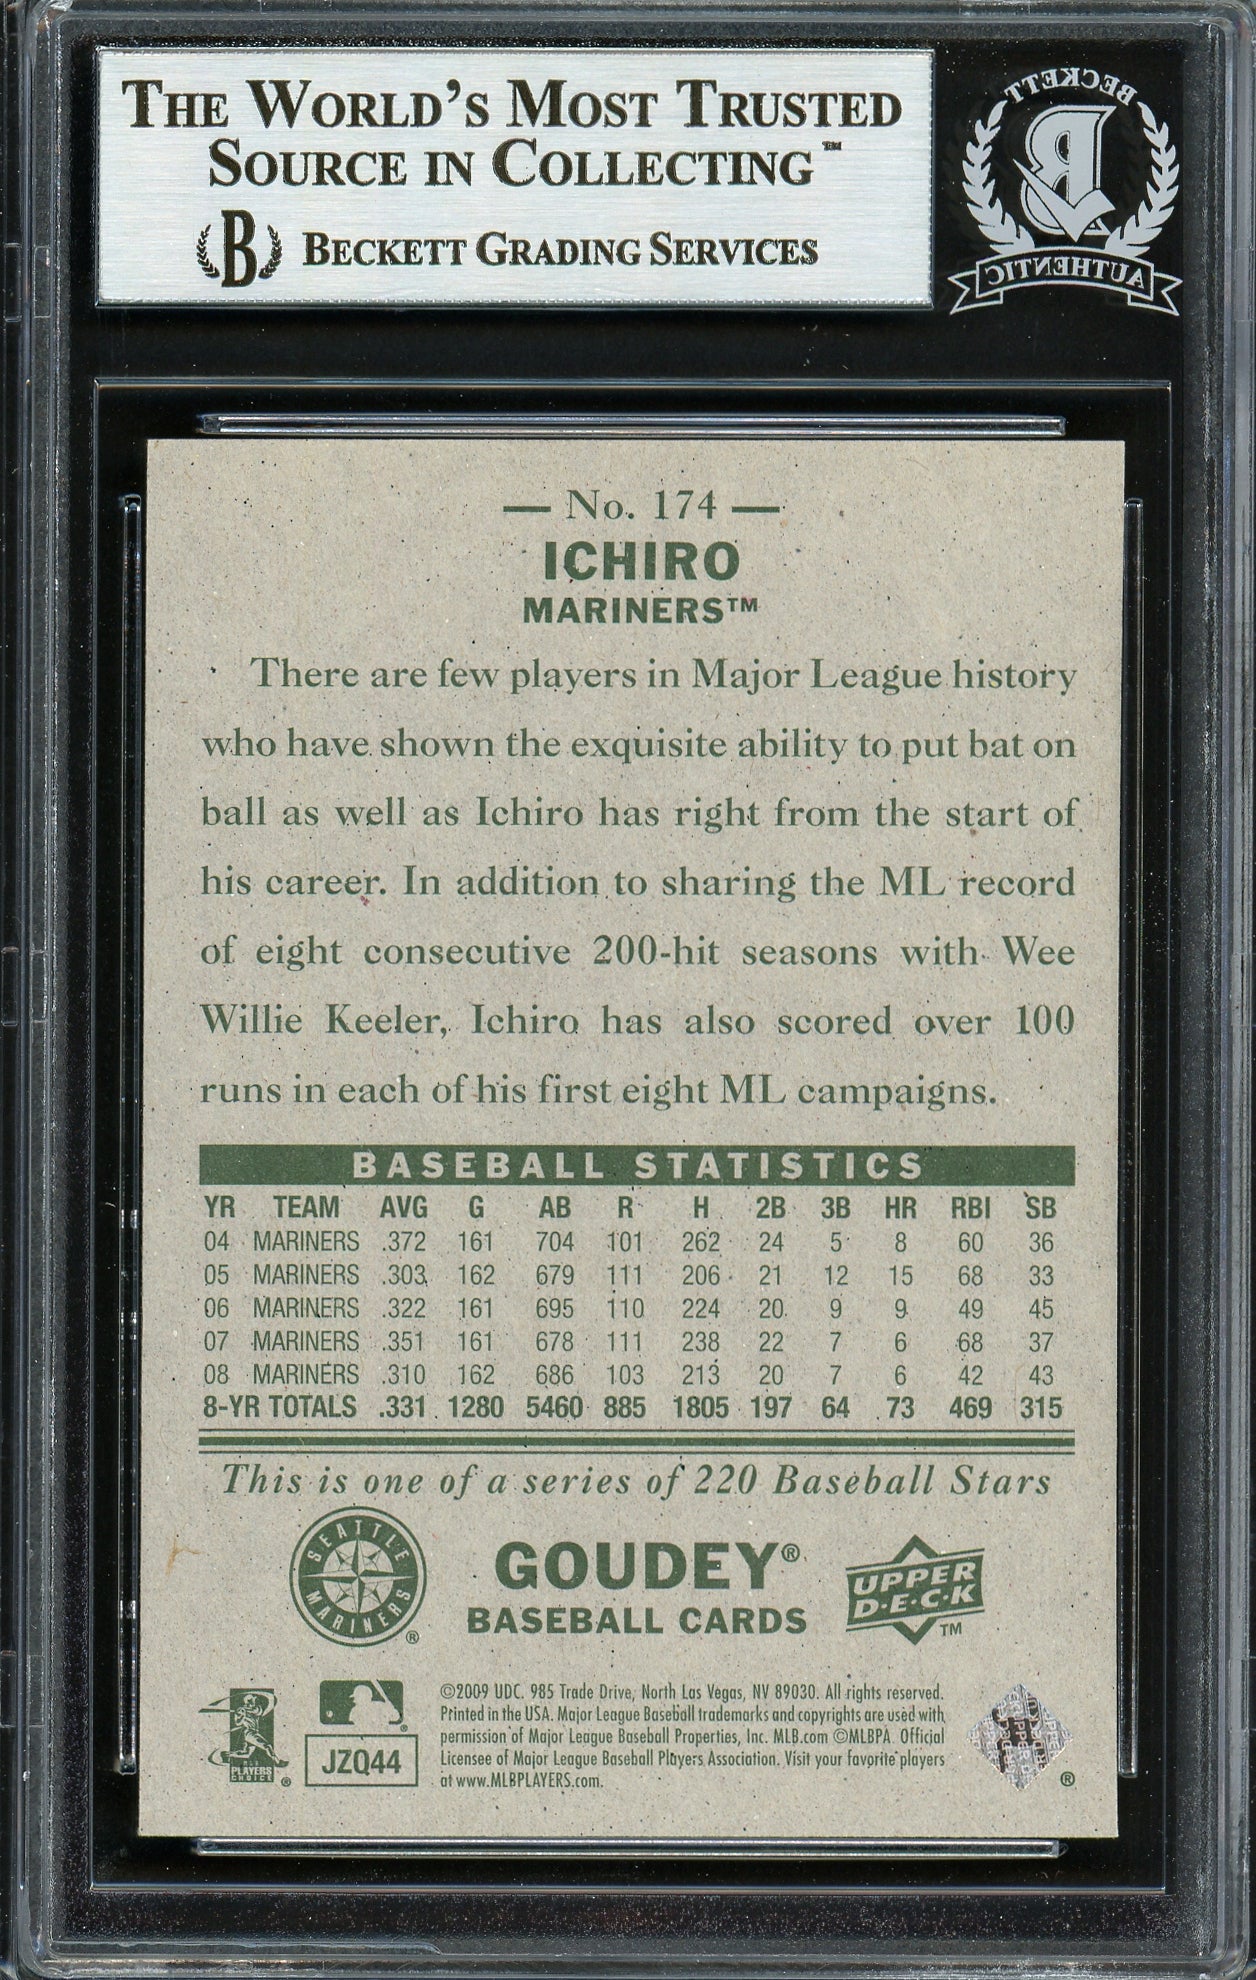 THE WORLD'S MOST TRUSTED
SOURCE IN COLLECTING™
B BECKETT GRADING SERVICES
BECKETT
B
AUTHENTIC
— No. 174 —
ICHIRO
MARINERS™
There are few players in Major League history
who have shown the exquisite ability to put bat on
ball as well as Ichiro has right from the start of
his career. In addition to sharing the ML record
of eight consecutive 200-hit seasons with Wee
Willie Keeler, Ichiro has also scored over 100
runs in each of his first eight ML campaigns.
BASEBALL STATISTICS
YR TEAM AVG G AB R H 2B 3B HR RBI SB
04 MARINERS .372 161 704 101 262 24 5 8 60 36
05 MARINERS .303 162 679 111 206 21 12 15 68 33
06 MARINERS .322 161 695 110 224 20 9 9 49 45
07 MARINERS .351 161 678 111 238 22 7 6 68 37
08 MARINERS .310 162 686 103 213 20 7 6 42 43
8-YR TOTALS .331 1280 5460 885 1805 197 64 73 469 315
This is one of a series of 220 Baseball Stars
SEATTLE MARINERS ®
GOUDEY®
BASEBALL CARDS
UPPER
D·E·C·K
™
PLAYERS
CHOICE ®
JZQ44
©2009 UDC. 985 Trade Drive, North Las Vegas, NV 89030. All rights reserved.
Printed in the USA. Major League Baseball trademarks and copyrights are used with
permission of Major League Baseball Properties, Inc. MLB.com ©MLBPA. Official
Licensee of Major League Baseball Players Association. Visit your favorite players
at www.MLBPLAYERS.com.
®